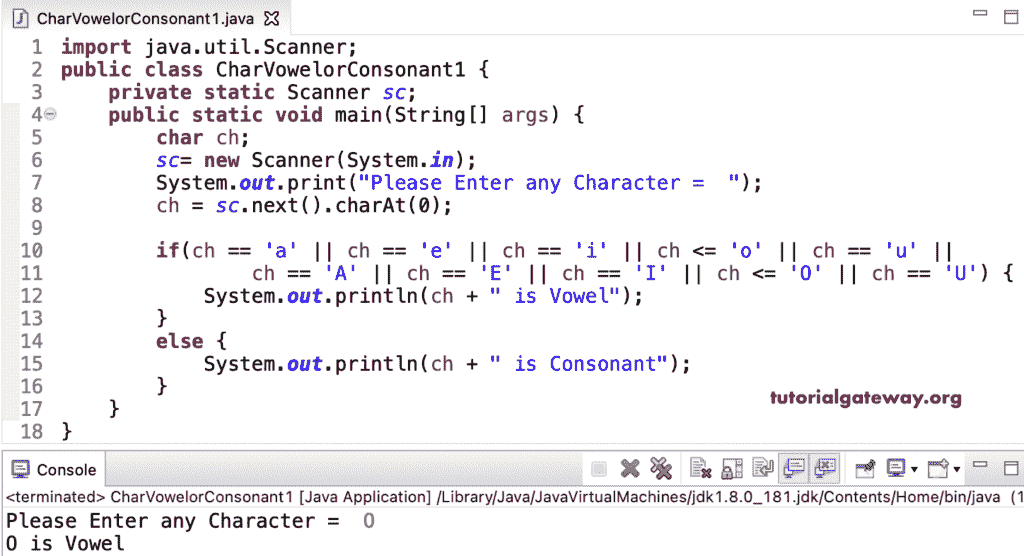 CharVowelorConsonant1.java
1 import java.util.Scanner;
2 public class CharVowelorConsonant1 {
3     private static Scanner sc;
4     public static void main(String[] args) {
5         char ch;
6         sc= new Scanner(System.in);
7         System.out.print("Please Enter any Character =  ");
8         ch = sc.next().charAt(0);
9
10         if(ch == 'a' || ch == 'e' || ch == 'i' || ch <= 'o' || ch == 'u' ||
11                 ch == 'A' || ch == 'E' || ch == 'I' || ch <= 'O' || ch == 'U') {
12             System.out.println(ch + " is Vowel");
13         }
14         else {
15             System.out.println(ch + " is Consonant");
16         }
17     }
18 }
tutorialgateway.org
Console
<terminated> CharVowelorConsonant1 [Java Application] /Library/Java/JavaVirtualMachines/jdk1.8.0_181.jdk/Contents/Home/bin/java (1
Please Enter any Character =  O
O is Vowel